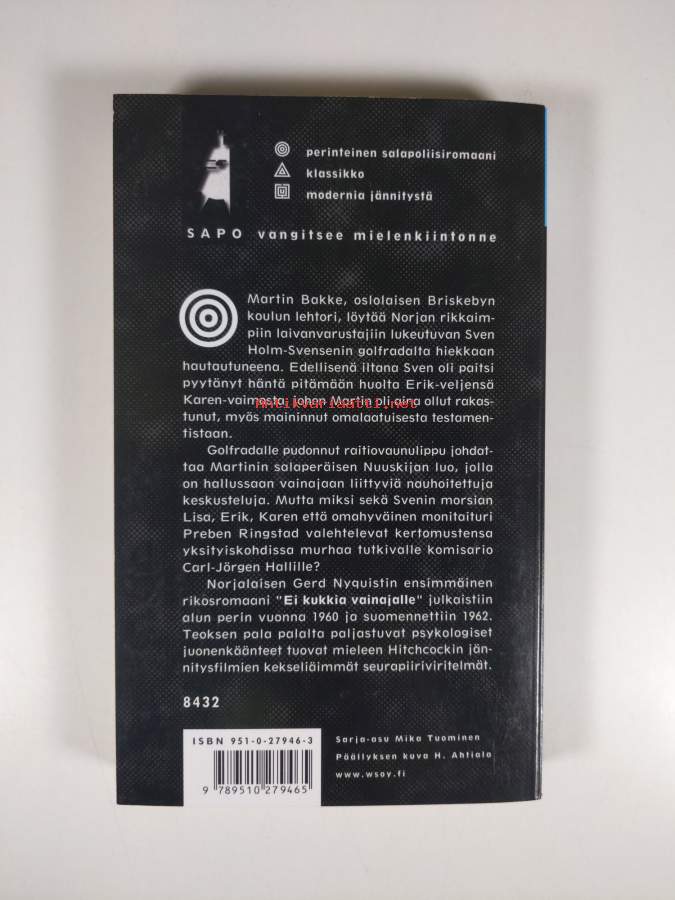 perinteinen salapoliisiromaani
klassikko
modernia jännitystä
SAPO vangitsee mielenkiintonne
Martin Bakke, oslolaisen Briskebyn
koulun lehtori, löytää Norjan rikkaim-
piin laivanvarustajiin lukeutuvan Sven
Holm-Svensenin golfradalta hiekkaan
hautautuneena. Edellisenä iltana Sven oli paitsi
pyytänyt häntä pitämään huolta Erik-veljensä
Karen-vaimosta, johon Martin oli aina ollut rakas-
tunut, myös maininnut omalaatuisesta testamen-
tistaan.
Golfradalle pudonnut raitiovaunulippu johdat-
taa Martinin salaperäisen Nuuskijan luo, jolla
on hallussaan vainajaan liittyviä nauhoitettuja
keskusteluja. Mutta miksi sekä Svenin morsian
Lisa, Erik, Karen että omahyväinen monitaituri
Preben Ringstad valehtelevat kertomustensa
yksityiskohdissa murhaa tutkivalle komisario
Carl-Jörgen Hallille?
Norjalaisen Gerd Nyquistin ensimmäinen
rikosromaani "Ei kukkia vainajalle" julkaistiin
alun perin vuonna 1960 ja suomennettiin 1962.
Teoksen pala palalta paljastuvat psykologiset
juonenkäänteet tuovat mieleen Hitchcockin jän-
nitysfilmien kekseliäimmät seurapiiriviritelmät.
8432
ISBN 951-0-27946-3
9 789510 279465
Sarja-asu Mika Tuominen
Päällyksen kuva H. Ahtiala
www.wsoy.fi
Antikvariaatti.net